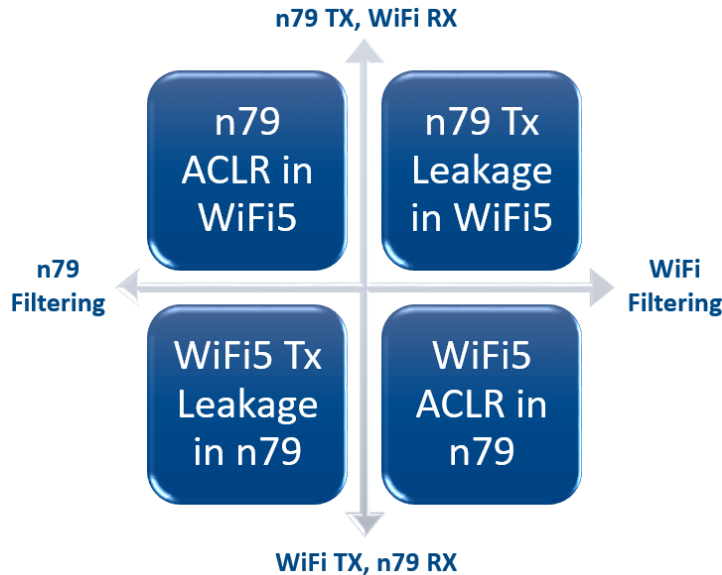 n79 TX, WiFi RX
n79
ACLR in
WiFi5
n79 Tx
Leakage
in WiFi5
n79
Filtering
WiFi
Filtering
WiFi5 Tx
Leakage
in n79
WiFi5
ACLR in
n79
WiFi TX, n79 RX